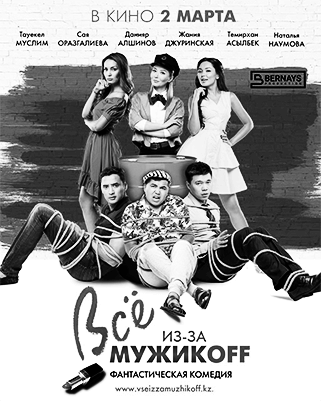 В КИНО 2 МАРТА
Тауекел Сая Данияр Жания Темирхан Наталья
МУСЛИМ ОРАЗГАЛИЕВА АЛШИНОВ ДЖУРИНСКАЯ АСЫЛБЕК НАУМОВА
BERNAYS
Всё
ИЗ-ЗА
МУЖИКОFF
ФАНТАСТИЧЕСКАЯ КОМЕДИЯ
www.vseizzamuzhikoff.kz.